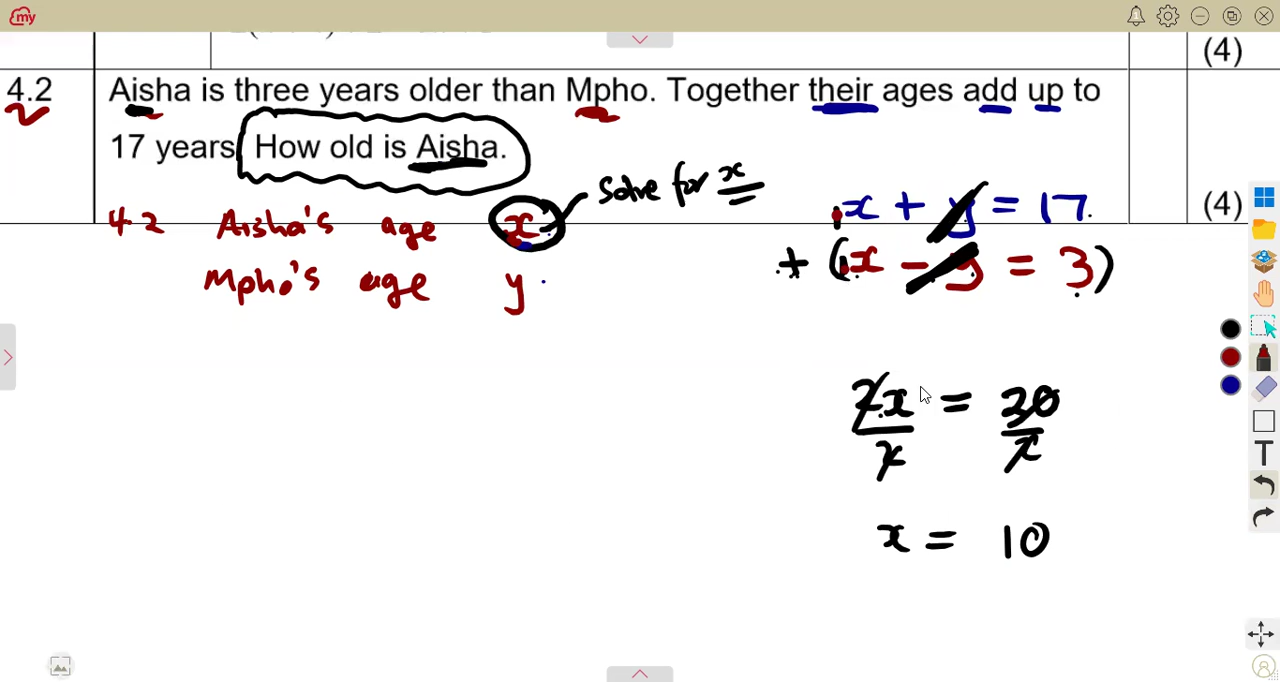 my
(4)
4.2 Aisha is three years older than Mpho. Together their ages add up to
17 years How old is Aisha.
(4)
Solve for x
4.2 Aisha's age x
Mpho's age y
x + y = 17
+ (x - y = 3)
2x = 20
2 2
x = 10
T